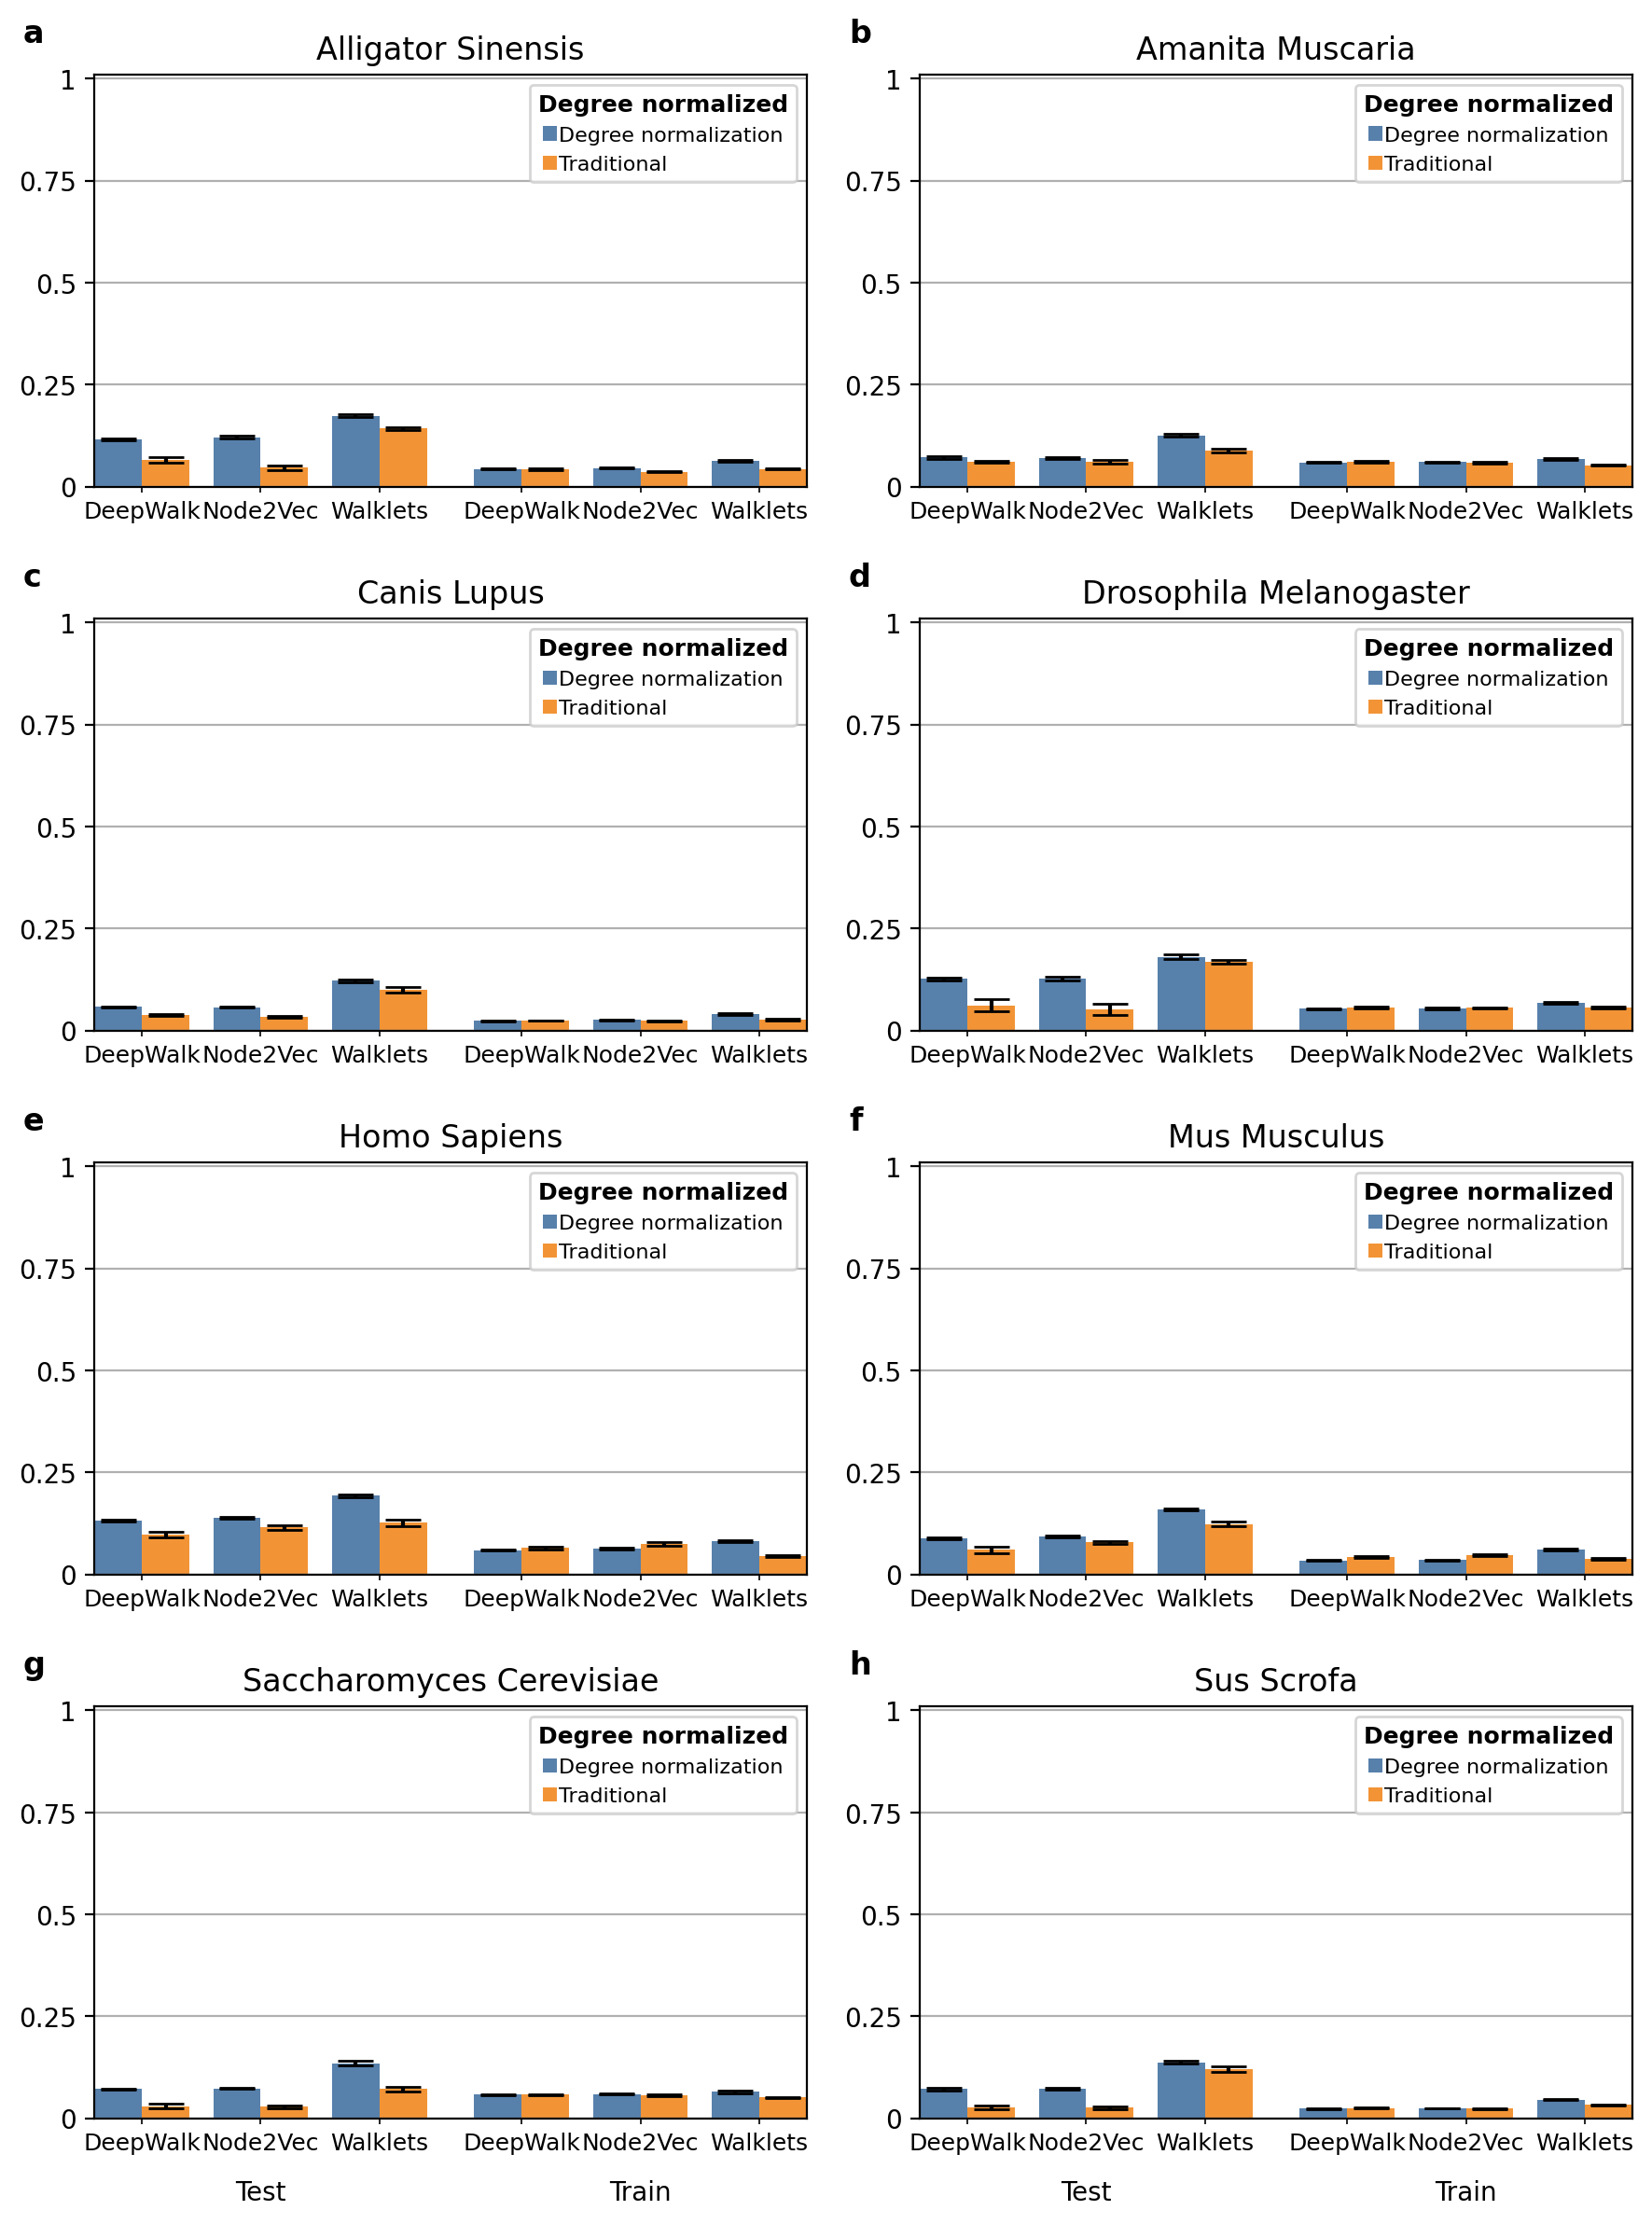 a
Alligator Sinensis
1
0.75
0.5
0.25
0
Degree normalized
Degree normalization
Traditional
DeepWalk Node2Vec Walklets DeepWalk Node2Vec Walklets
b
Amanita Muscaria
1
0.75
0.5
0.25
0
Degree normalized
Degree normalization
Traditional
DeepWalk Node2Vec Walklets DeepWalk Node2Vec Walklets
c
Canis Lupus
1
0.75
0.5
0.25
0
Degree normalized
Degree normalization
Traditional
DeepWalk Node2Vec Walklets DeepWalk Node2Vec Walklets
d
Drosophila Melanogaster
1
0.75
0.5
0.25
0
Degree normalized
Degree normalization
Traditional
DeepWalk Node2Vec Walklets DeepWalk Node2Vec Walklets
e
Homo Sapiens
1
0.75
0.5
0.25
0
Degree normalized
Degree normalization
Traditional
DeepWalk Node2Vec Walklets DeepWalk Node2Vec Walklets
f
Mus Musculus
1
0.75
0.5
0.25
0
Degree normalized
Degree normalization
Traditional
DeepWalk Node2Vec Walklets DeepWalk Node2Vec Walklets
g
Saccharomyces Cerevisiae
1
0.75
0.5
0.25
0
Degree normalized
Degree normalization
Traditional
DeepWalk Node2Vec Walklets DeepWalk Node2Vec Walklets
Test Train
h
Sus Scrofa
1
0.75
0.5
0.25
0
Degree normalized
Degree normalization
Traditional
DeepWalk Node2Vec Walklets DeepWalk Node2Vec Walklets
Test Train